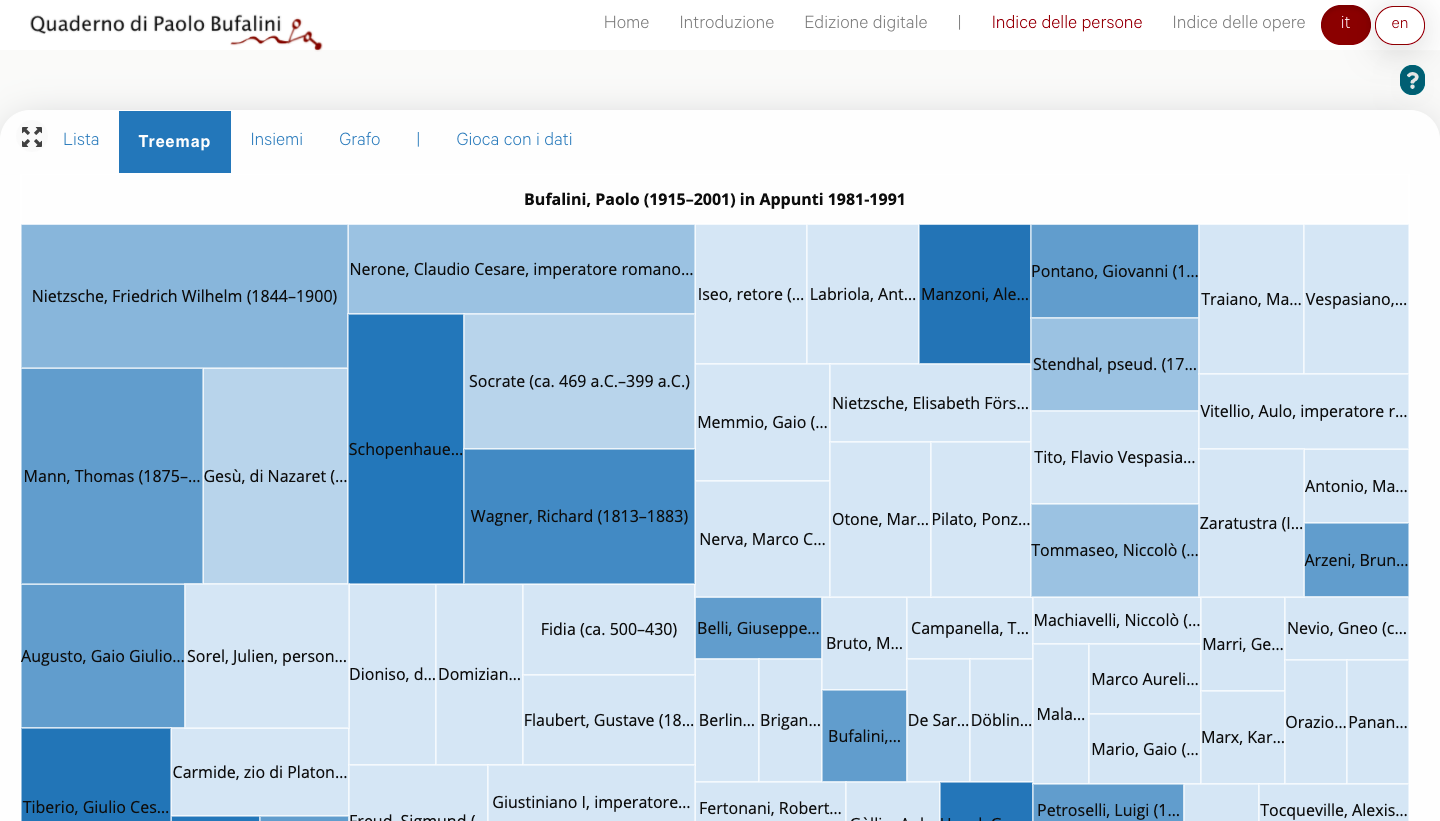 Quaderno di Paolo Bufalini
Home Introduzione Edizione digitale | Indice delle persone Indice delle opere it en
?
Lista Treemap Insiemi Grafo | Gioca con i dati
Bufalini, Paolo (1915–2001) in Appunti 1981-1991
Nietzsche, Friedrich Wilhelm (1844–1900)
Nerone, Claudio Cesare, imperatore romano...
Mann, Thomas (1875–...
Gesù, di Nazaret (...
Schopenhaue...
Socrate (ca. 469 a.C.–399 a.C.)
Wagner, Richard (1813–1883)
Augusto, Gaio Giulio...
Sorel, Julien, person...
Tiberio, Giulio Ces...
Carmide, zio di Platon...
Dioniso, d...
Domizian...
Fidia (ca. 500–430)
Flaubert, Gustave (18...
Freud, Sigmund (...
Giustiniano I, imperatore...
Iseo, retore (...
Labriola, Ant...
Manzoni, Ale...
Memmio, Gaio (...
Nietzsche, Elisabeth Förs...
Nerva, Marco C...
Otone, Mar...
Pilato, Ponz...
Pontano, Giovanni (1...
Stendhal, pseud. (17...
Tito, Flavio Vespasia...
Tommaseo, Niccolò (...
Traiano, Ma...
Vespasiano,...
Vitellio, Aulo, imperatore r...
Zaratustra (l...
Antonio, Ma...
Arzeni, Brun...
Belli, Giuseppe...
Berlin...
Brigan...
Bruto, M...
Bufalini,...
Campanella, T...
De Sar...
Döblin...
Fertonani, Robert...
Machiavelli, Niccolò (...
Mala...
Marco Aureli...
Mario, Gaio (...
Marri, Ge...
Marx, Kar...
Nevio, Gneo (c...
Orazio...
Panan...
Petroselli, Luigi (1...
Tocqueville, Alexis...